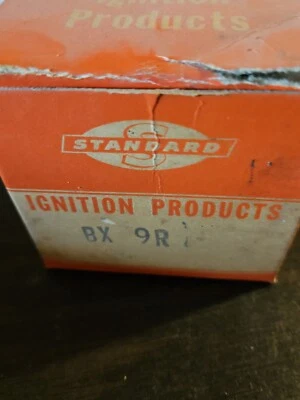 Ignition
Products
S
STANDARD
IGNITION PRODUCTS
BX 9R